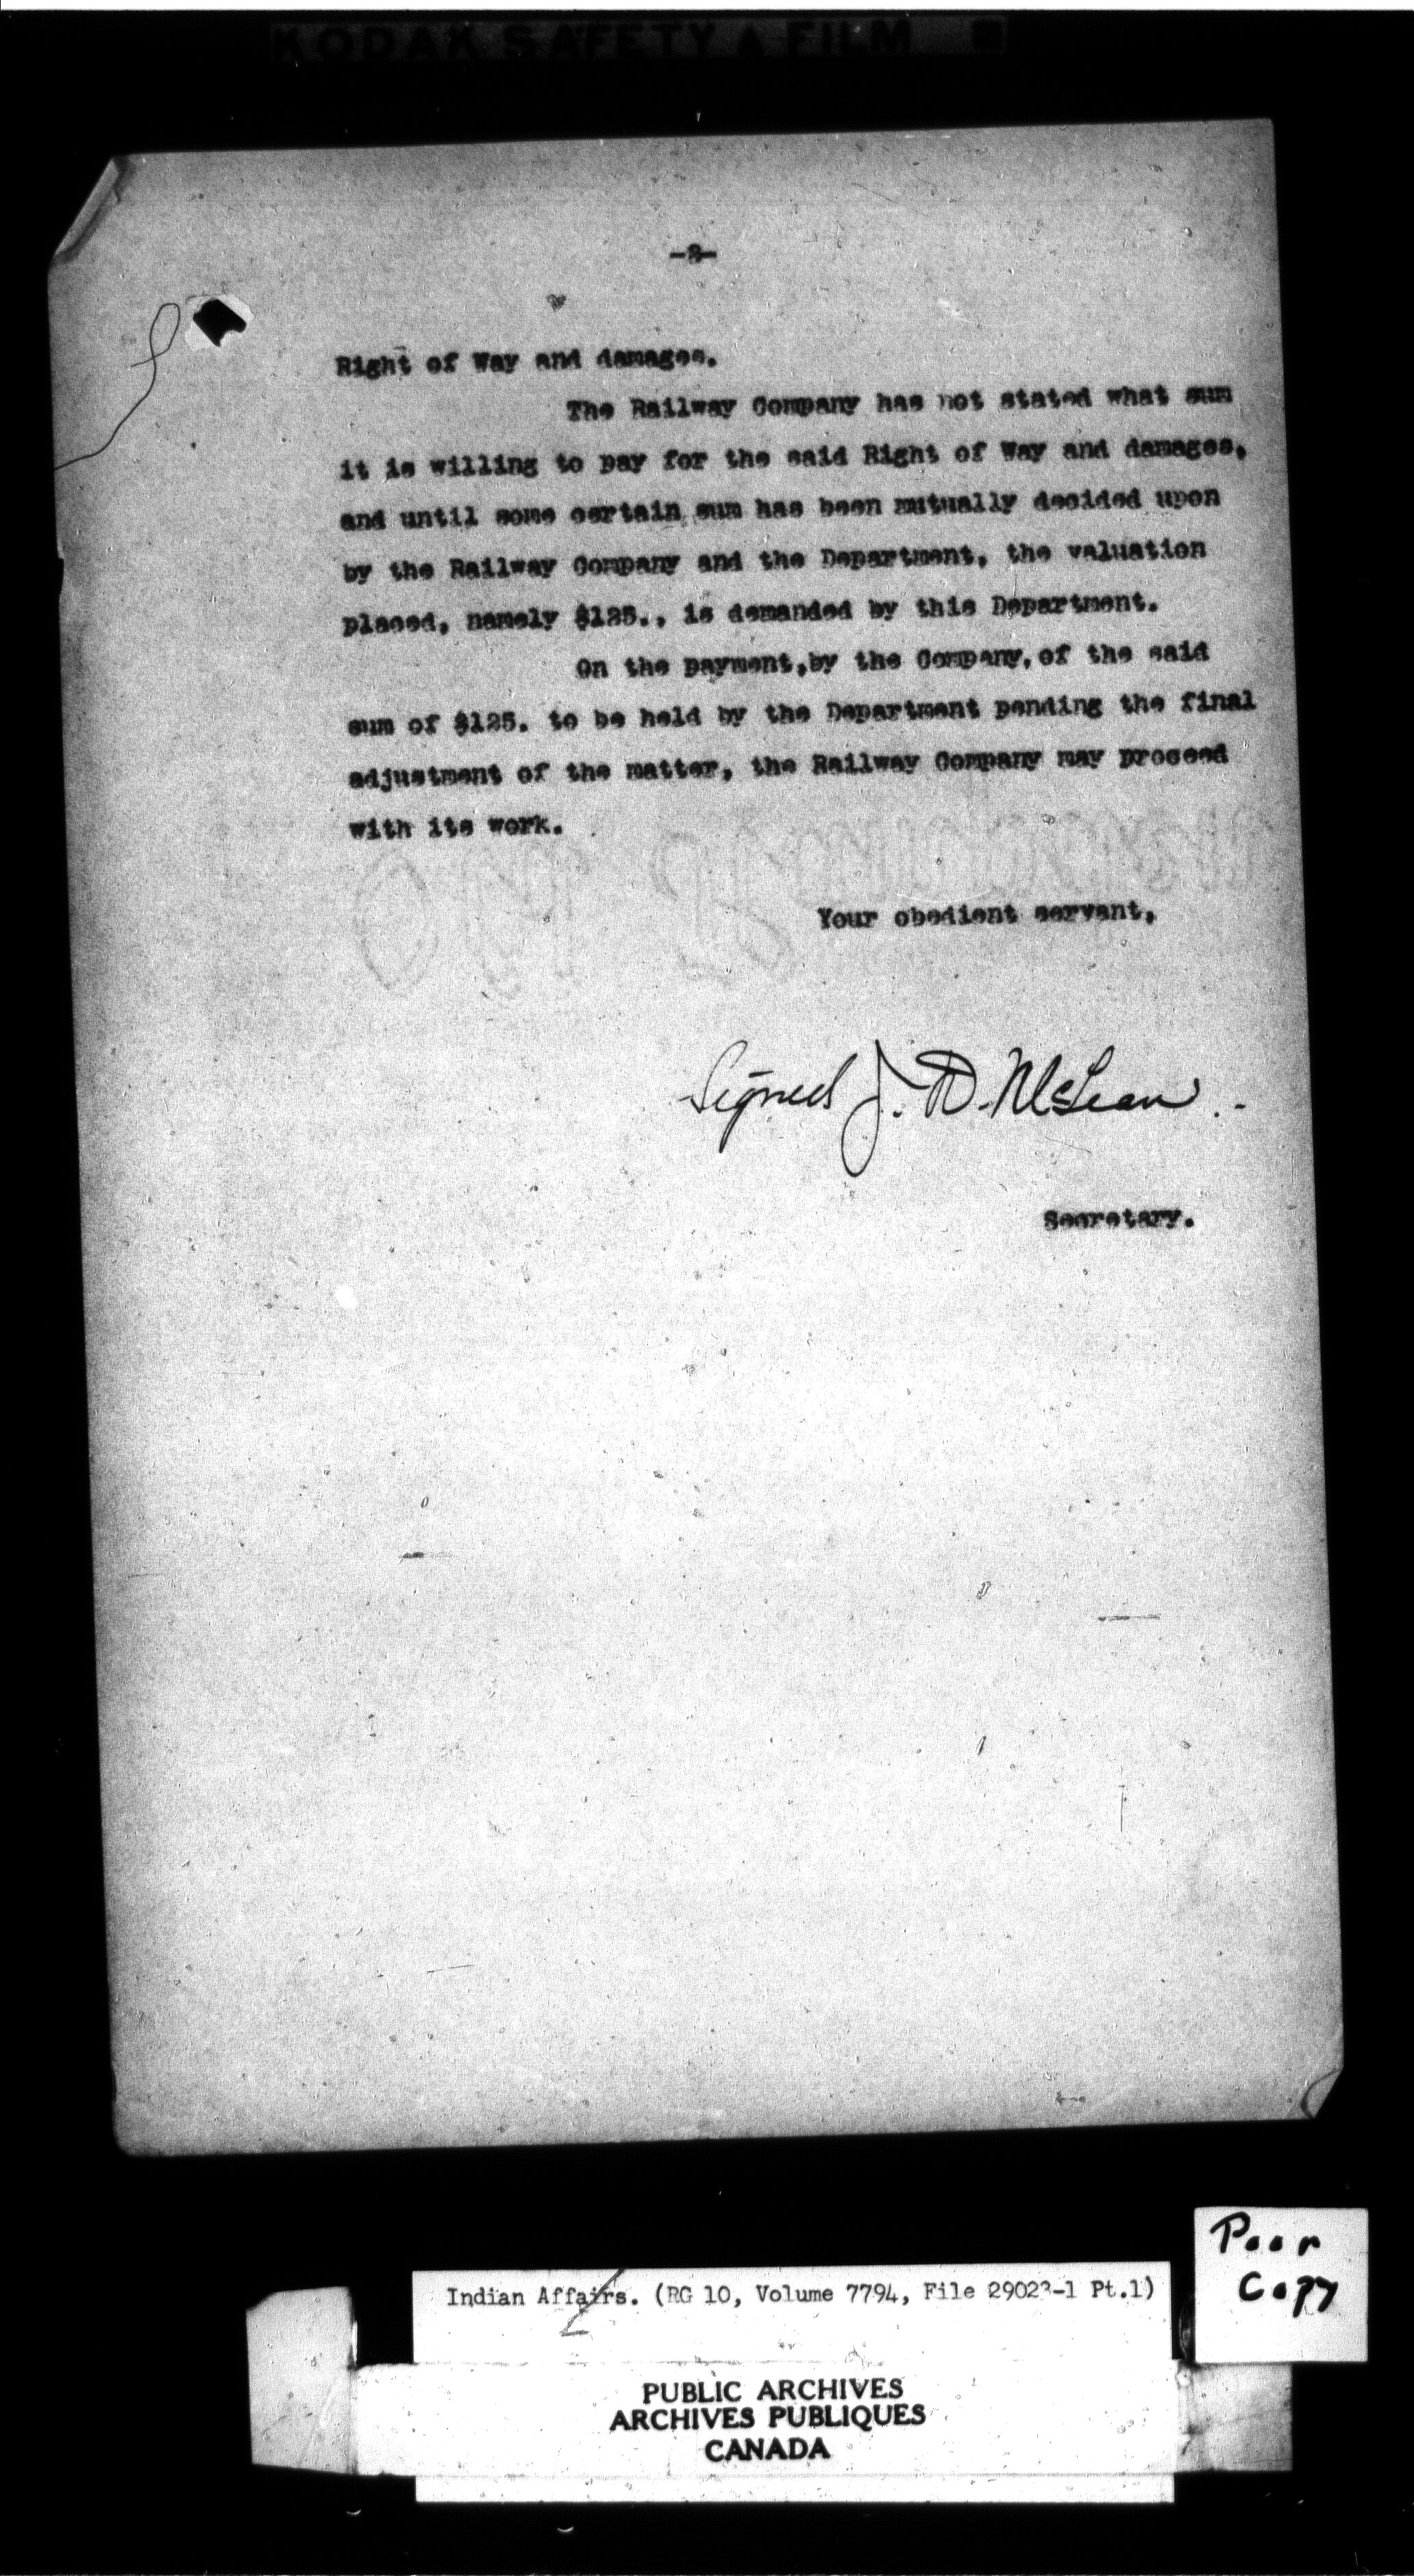 KODAK SAFETY FILM
-2-
Right of Way and damages.
The Railway Company has not stated what sum
it is willing to pay for the said Right of Way and damages,
and until some certain sum has been mutually decided upon
by the Railway Company and the Department, the valuation
placed, namely $125., is demanded by this Department.
On the payment, by the Company, of the said
sum of $125. to be held by the Department pending the final
adjustment of the matter, the Railway Company may proceed
with its work.
Your obedient servant,
Signed J. D. McLean
Secretary.
Poor
Copy
Indian Affairs. (RG 10, Volume 7794, File 29023-1 Pt.1)
PUBLIC ARCHIVES
ARCHIVES PUBLIQUES
CANADA